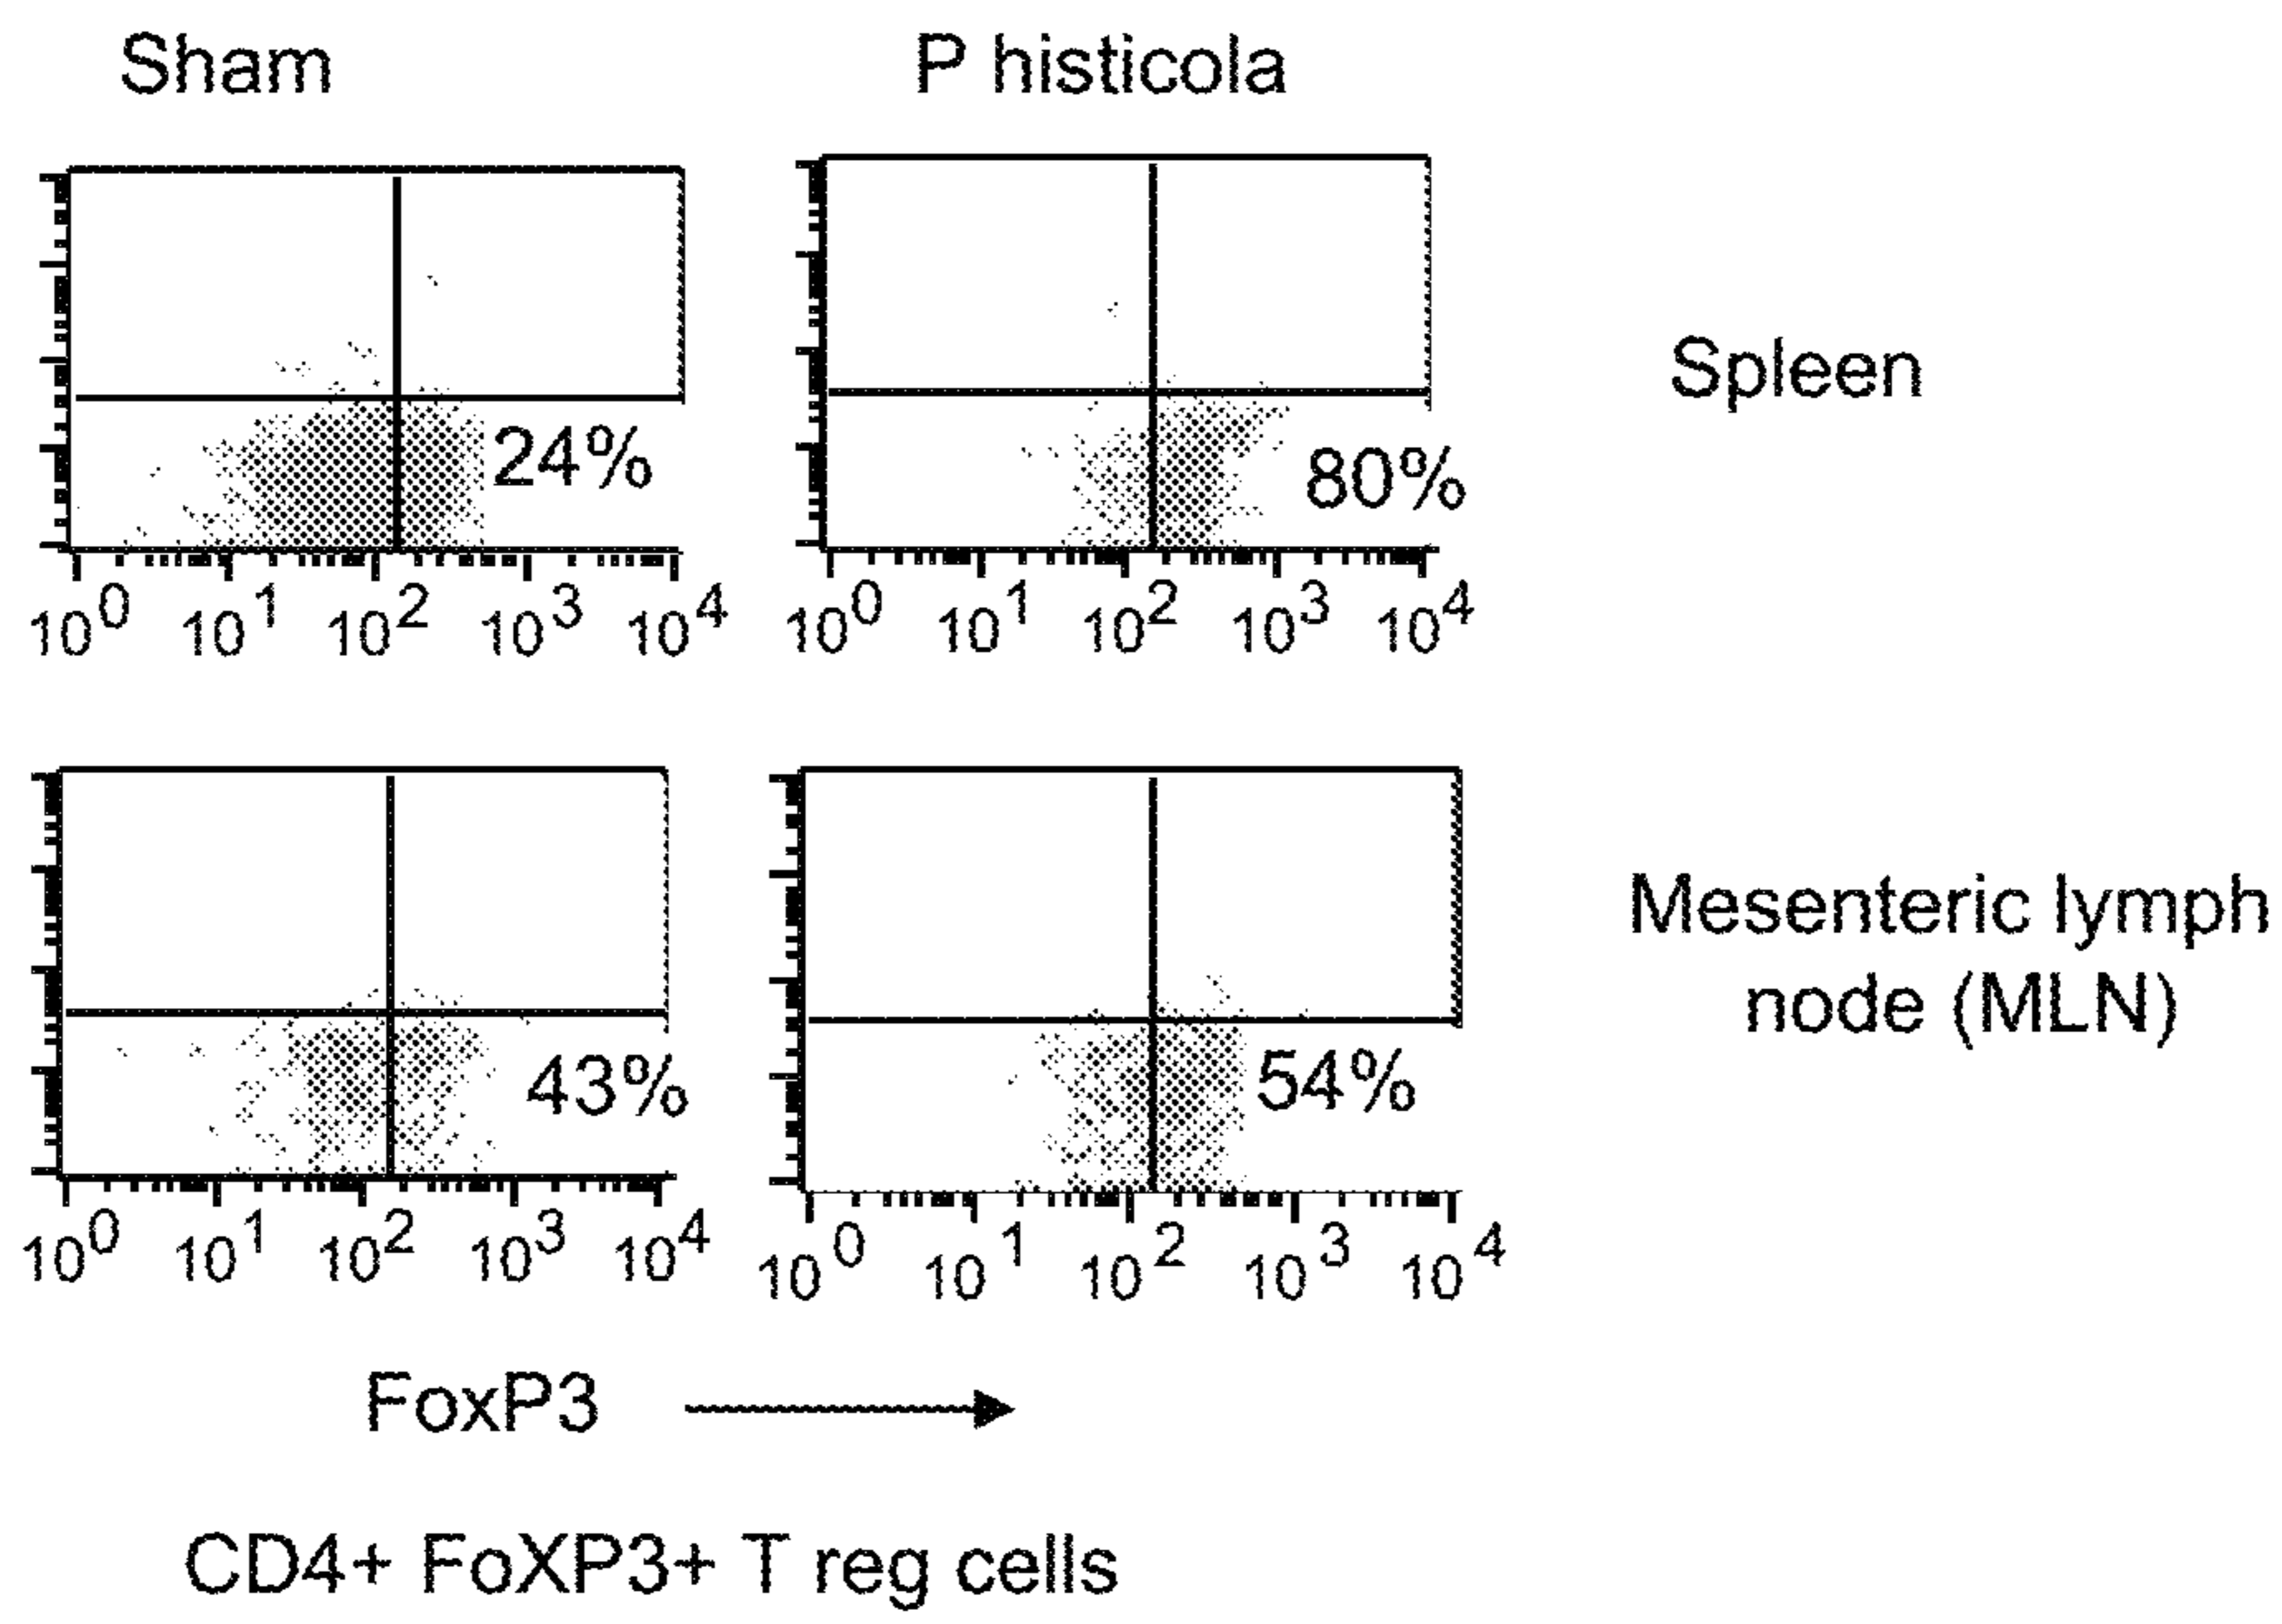 Sham P histicola
24% 80% Spleen
10^0 10^1 10^2 10^3 10^4 10^0 10^1 10^2 10^3 10^4
43% 54% Mesenteric lymph
node (MLN)
10^0 10^1 10^2 10^3 10^4 10^0 10^1 10^2 10^3 10^4
FoxP3
CD4+ FoXP3+ T reg cells